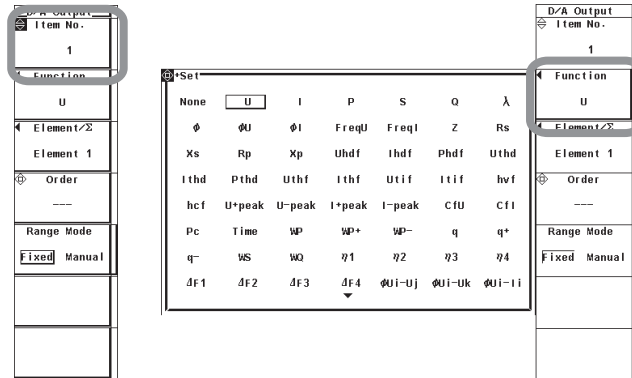 D/A Output
Item No.
1
Function
U
Element/Σ
Element 1
Order
---
Range Mode
Fixed Manual
+Set
None U I P S Q λ
ϕ ϕU ϕI FreqU FreqI Z Rs
Xs Rp Xp Uhdf Ihdf Phdf Uthd
Ithd Pthd Uthf Ithf Utif Itif hvf
hcf U+peak U-peak I+peak I-peak CfU CfI
Pc Time WP WP+ WP- q q+
q- WS WQ η1 η2 η3 η4
ΔF1 ΔF2 ΔF3 ΔF4 ϕUi-Uj ϕUi-Uk ϕUi-Ii
D/A Output
Item No.
1
Function
U
Element/Σ
Element 1
Order
---
Range Mode
Fixed Manual